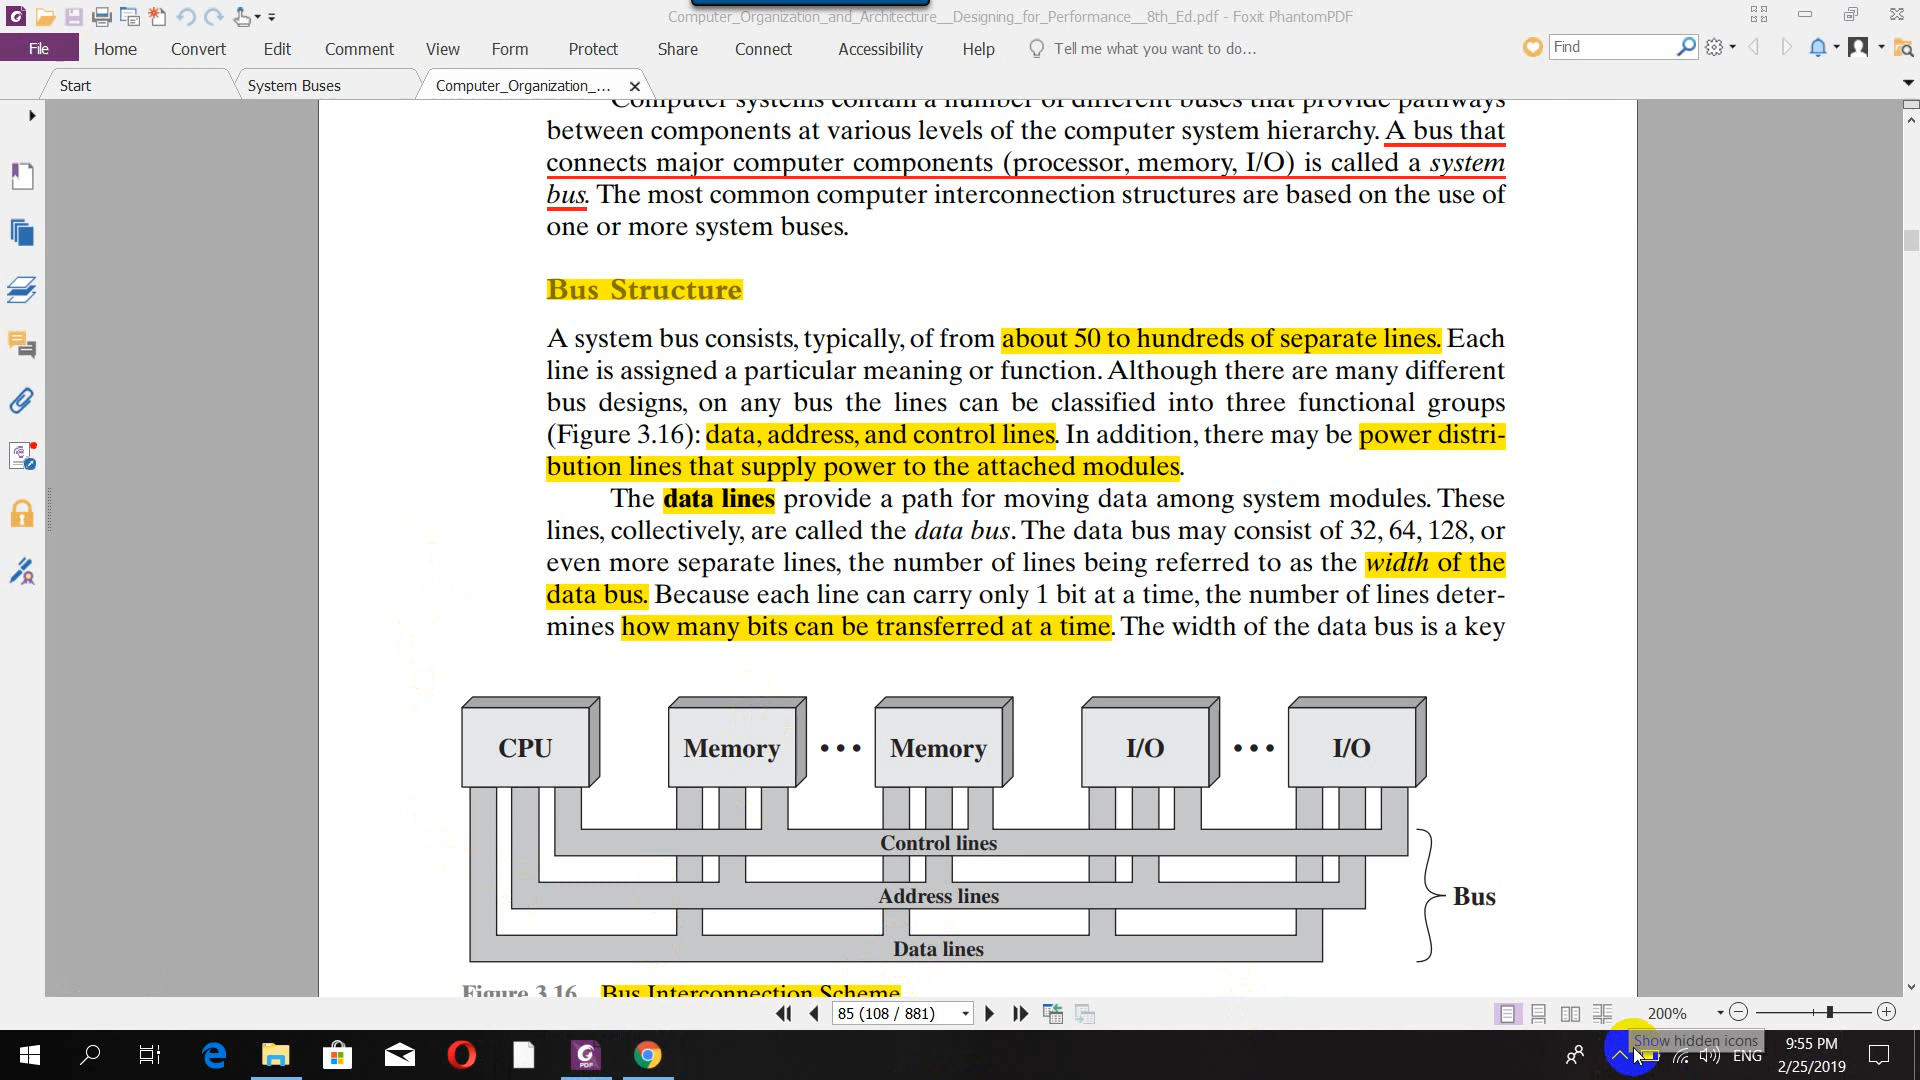 Computer_Organization_and_Architecture__Designing_for_Performance__8th_Ed.pdf - Foxit PhantomPDF
File Home Convert Edit Comment View Form Protect Share Connect Accessibility Help Tell me what you want to do... Find
Start System Buses Computer_Organization_...
Computer systems contain a number of different buses that provide pathways
between components at various levels of the computer system hierarchy. A bus that
connects major computer components (processor, memory, I/O) is called a system
bus. The most common computer interconnection structures are based on the use of
one or more system buses.
Bus Structure
A system bus consists, typically, of from about 50 to hundreds of separate lines. Each
line is assigned a particular meaning or function. Although there are many different
bus designs, on any bus the lines can be classified into three functional groups
(Figure 3.16): data, address, and control lines. In addition, there may be power distri-
bution lines that supply power to the attached modules.
The data lines provide a path for moving data among system modules. These
lines, collectively, are called the data bus. The data bus may consist of 32, 64, 128, or
even more separate lines, the number of lines being referred to as the width of the
data bus. Because each line can carry only 1 bit at a time, the number of lines deter-
mines how many bits can be transferred at a time. The width of the data bus is a key
CPU Memory ••• Memory I/O ••• I/O
Control lines
Address lines
Bus
Data lines
Figure 3.16 Bus Interconnection Scheme
85 (108 / 881) 200%
Show hidden icons
ENG
9:55 PM
2/25/2019